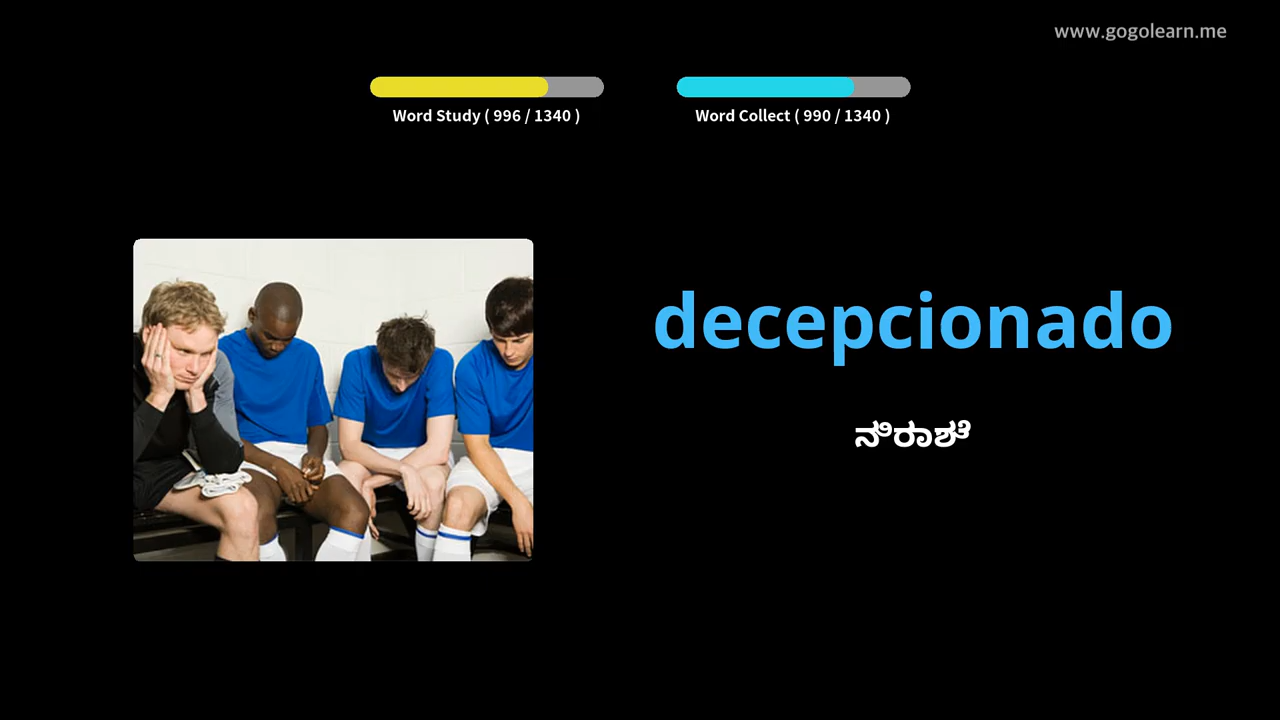 www.gogolearn.me
Word Study ( 996 / 1340 )
Word Collect ( 990 / 1340 )
decepcionado
ನಿರಾಶೆ